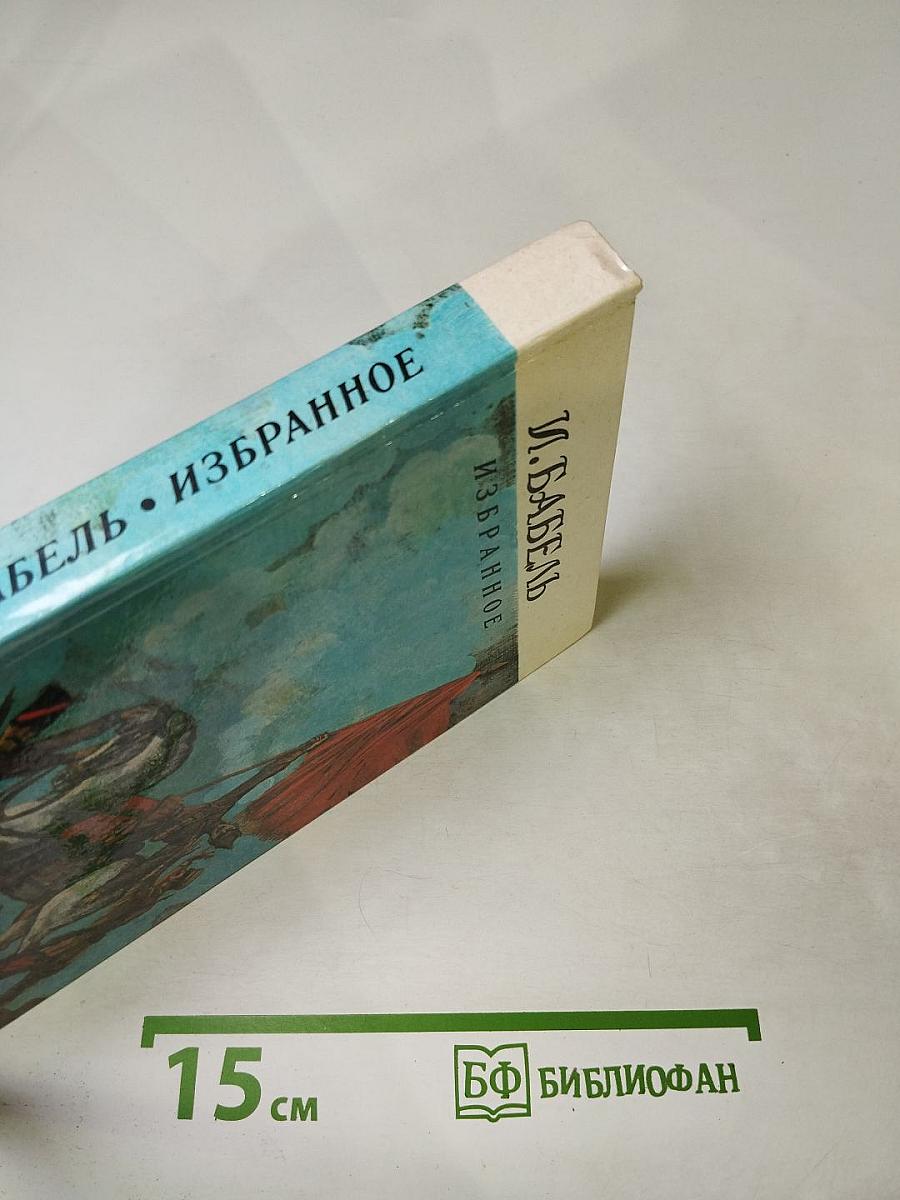 АБЕЛЬ • ИЗБРАННОЕ
И. БАБЕЛЬ
ИЗБРАННОЕ
15 см
БФ БИБЛИОФАН